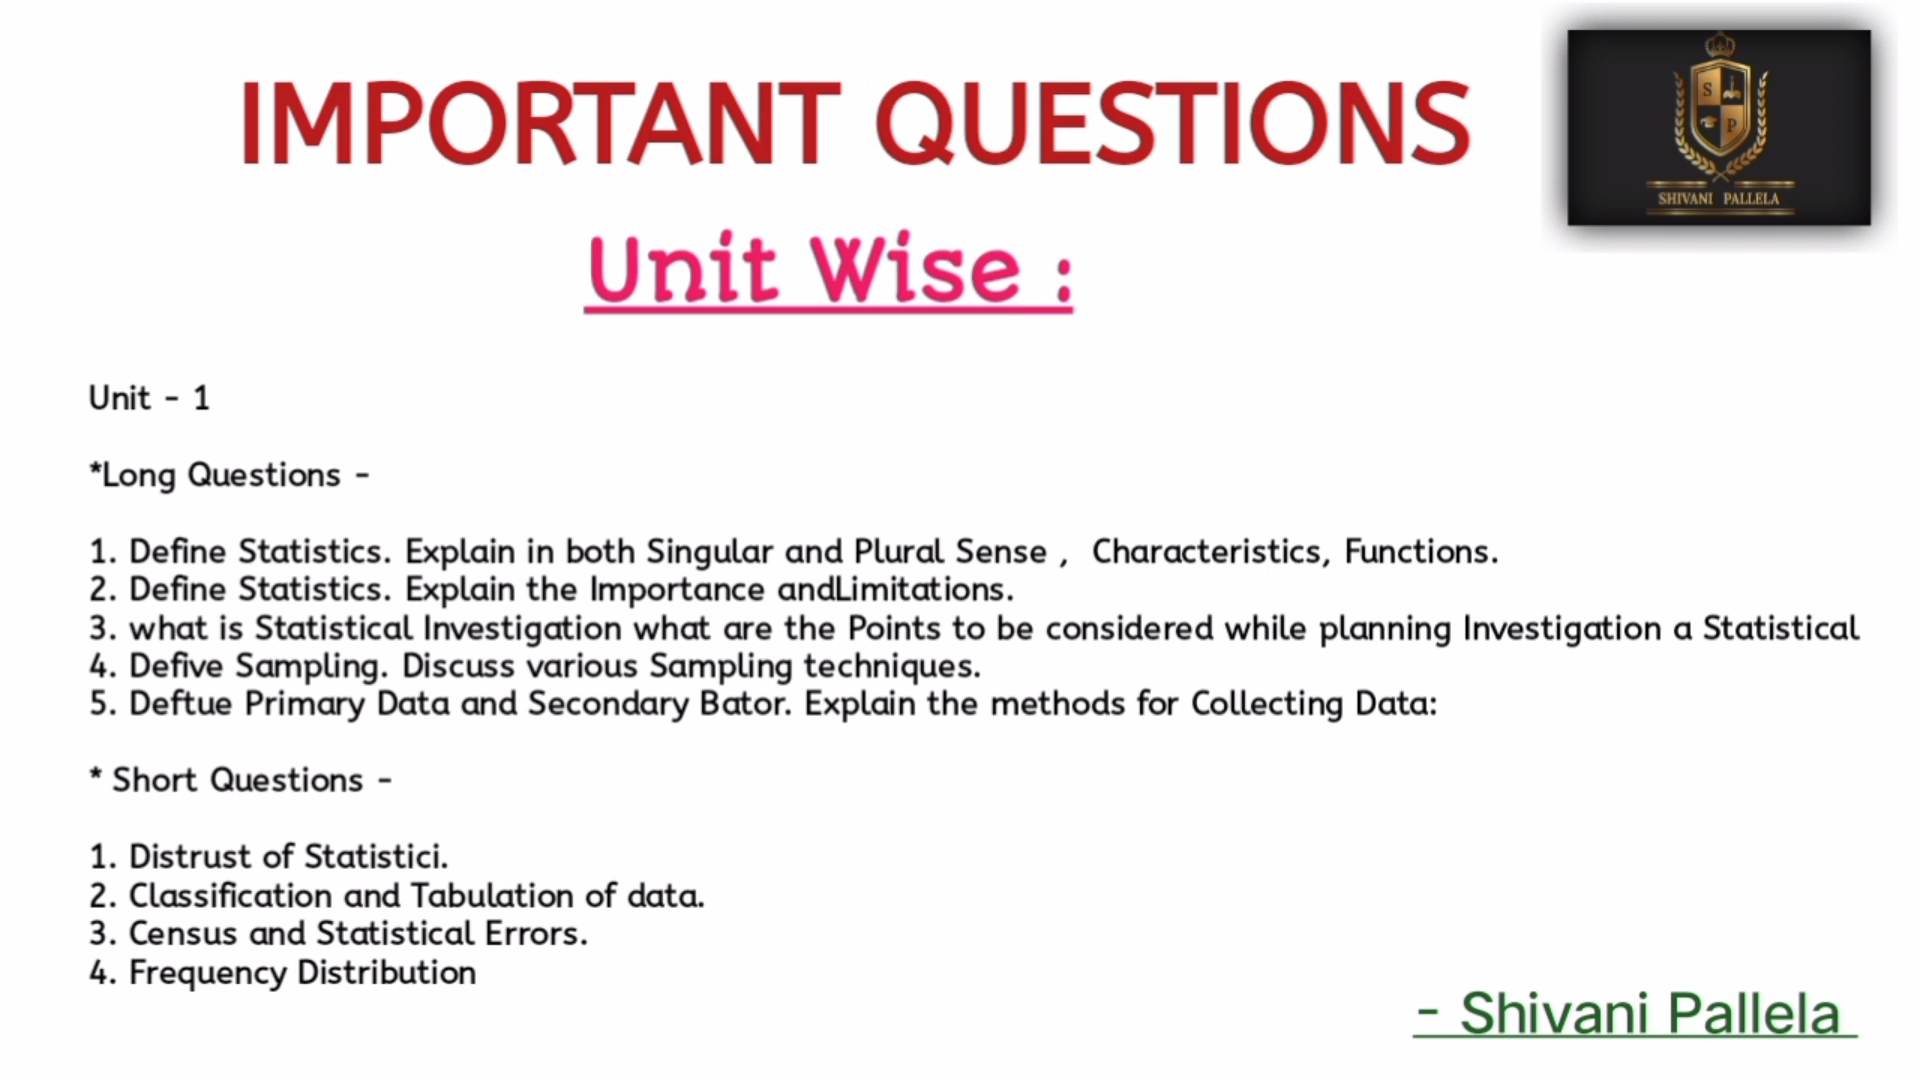 IMPORTANT QUESTIONS
S
P
SHIVANI PALLELA
Unit Wise :
Unit - 1
*Long Questions -
1. Define Statistics. Explain in both Singular and Plural Sense , Characteristics, Functions.
2. Define Statistics. Explain the Importance andLimitations.
3. what is Statistical Investigation what are the Points to be considered while planning Investigation a Statistical
4. Defive Sampling. Discuss various Sampling techniques.
5. Deftue Primary Data and Secondary Bator. Explain the methods for Collecting Data:
* Short Questions -
1. Distrust of Statistici.
2. Classification and Tabulation of data.
3. Census and Statistical Errors.
4. Frequency Distribution
- Shivani Pallela